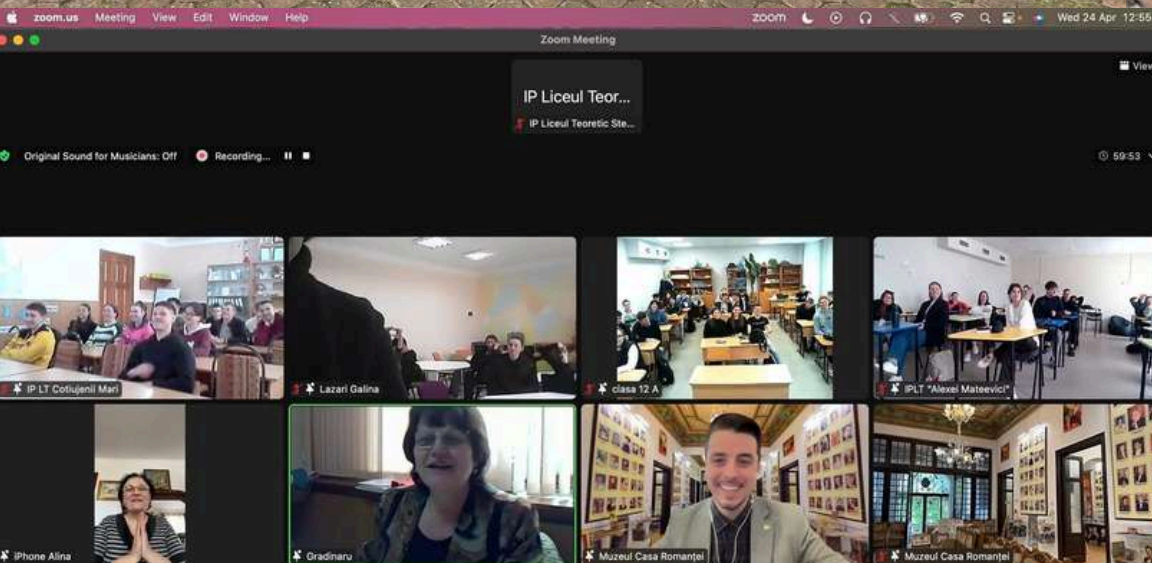 zoom.us Meeting View Edit Window Help zoom Wed 24 Apr 12:55
Zoom Meeting
View
IP Liceul Teor...
IP Liceul Teoretic Ste...
Original Sound for Musicians: Off Recording... 59:53
IP LT Cotiujenii Mari
Lazari Galina
clasa 12 A
IPLT "Alexei Mateevici"
iPhone Alina
Gradinaru
Muzeul Casa Romanței
Muzeul Casa Romanței